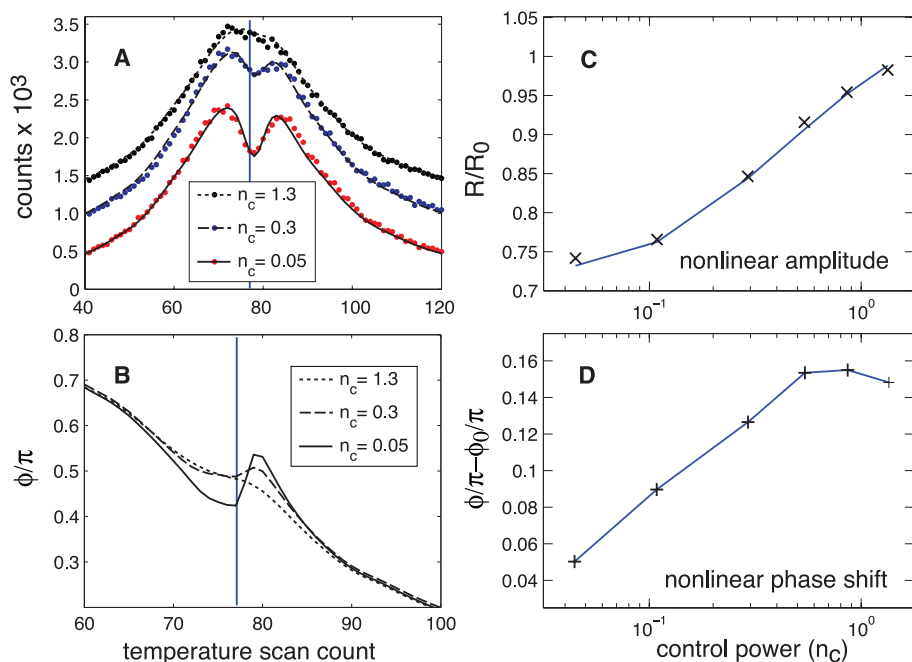 A
counts x 10³
3.5
3.0
2.5
2.0
1.5
1.0
0.5
0
40
60
80
100
120
n_c= 1.3
n_c= 0.3
n_c= 0.05
B
ϕ/π
0.7
0.6
0.5
0.4
0.3
60
70
80
90
100
temperature scan count
n_c= 1.3
n_c= 0.3
n_c= 0.05
C
R/R₀
1
0.95
0.9
0.85
0.8
0.75
0.7
10⁻¹
10⁰
nonlinear amplitude
D
ϕ/π−ϕ₀/π
0.16
0.14
0.12
0.1
0.08
0.06
0.04
10⁻¹
10⁰
nonlinear phase shift
control power (n_c)